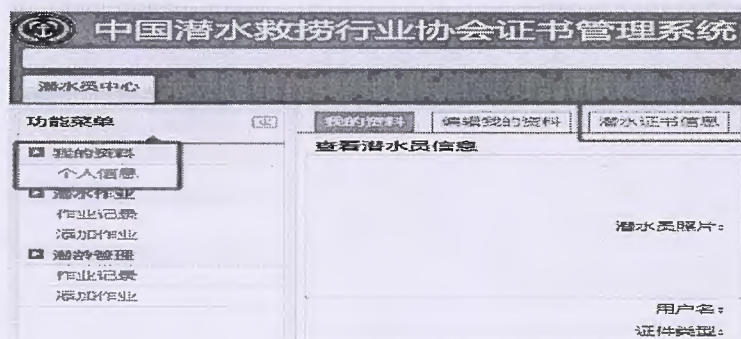 中国潜水救捞行业协会证书管理系统
潜水员中心
功能菜单
我的资料
个人信息
潜水作业
作业记录
添加作业
潜龄管理
作业记录
添加作业
我的资料 编辑我的资料 潜水证书信息
查看潜水员信息
潜水员照片：
用户名：
证件类型：